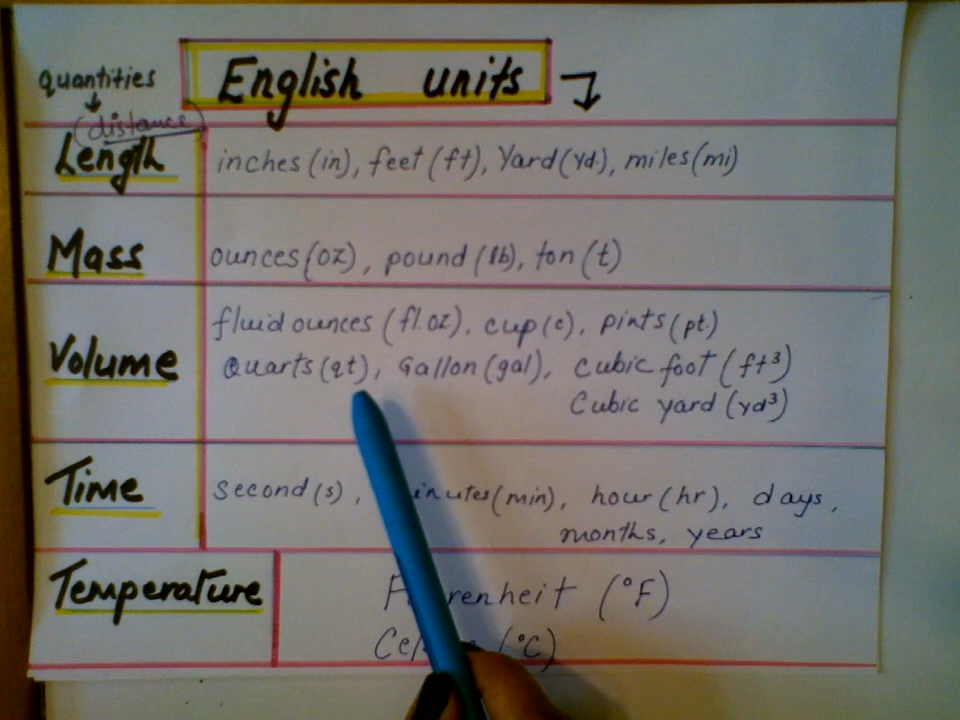 English units
quantities
(distance)
Length inches (in), feet (ft), Yard (yd.), miles (mi)
Mass ounces (oz), pound (lb), ton (t)
Volume fluid ounces (fl.oz), cup (c), pints (pt.)
Quarts (qt), Gallon (gal), Cubic foot (ft³)
Cubic yard (yd³)
Time second (s), (min), hour (hr), days,
months, years
Temperature (°F)
(°C)